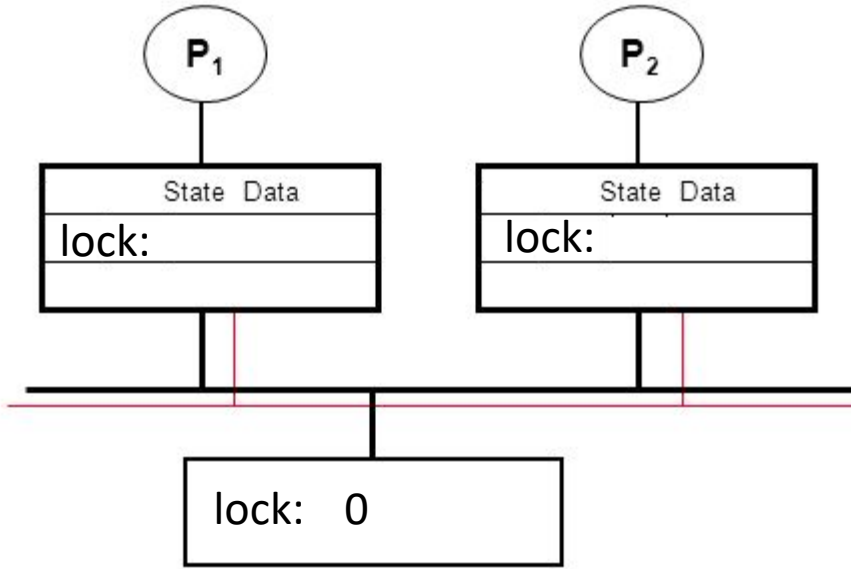 P₁ P₂
State Data State Data
lock: lock:
lock: 0